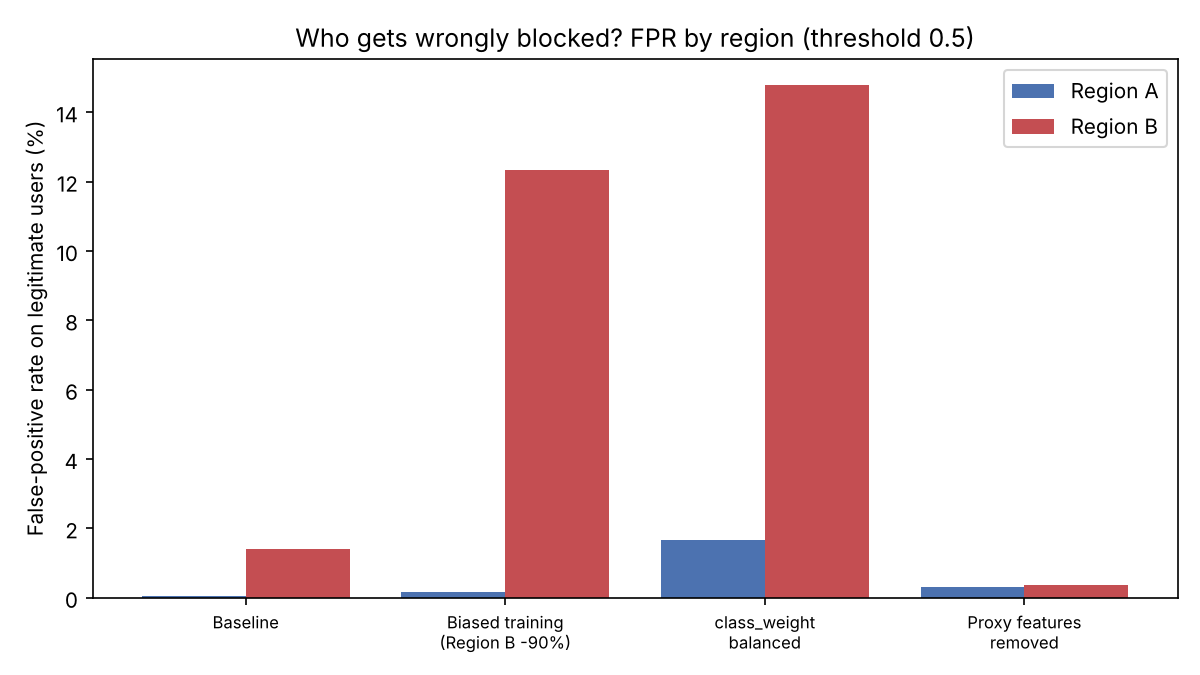 Who gets wrongly blocked? FPR by region (threshold 0.5)
False-positive rate on legitimate users (%)
14
12
10
8
6
4
2
0
Region A
Region B
Baseline
Biased training
(Region B -90%)
class_weight
balanced
Proxy features
removed